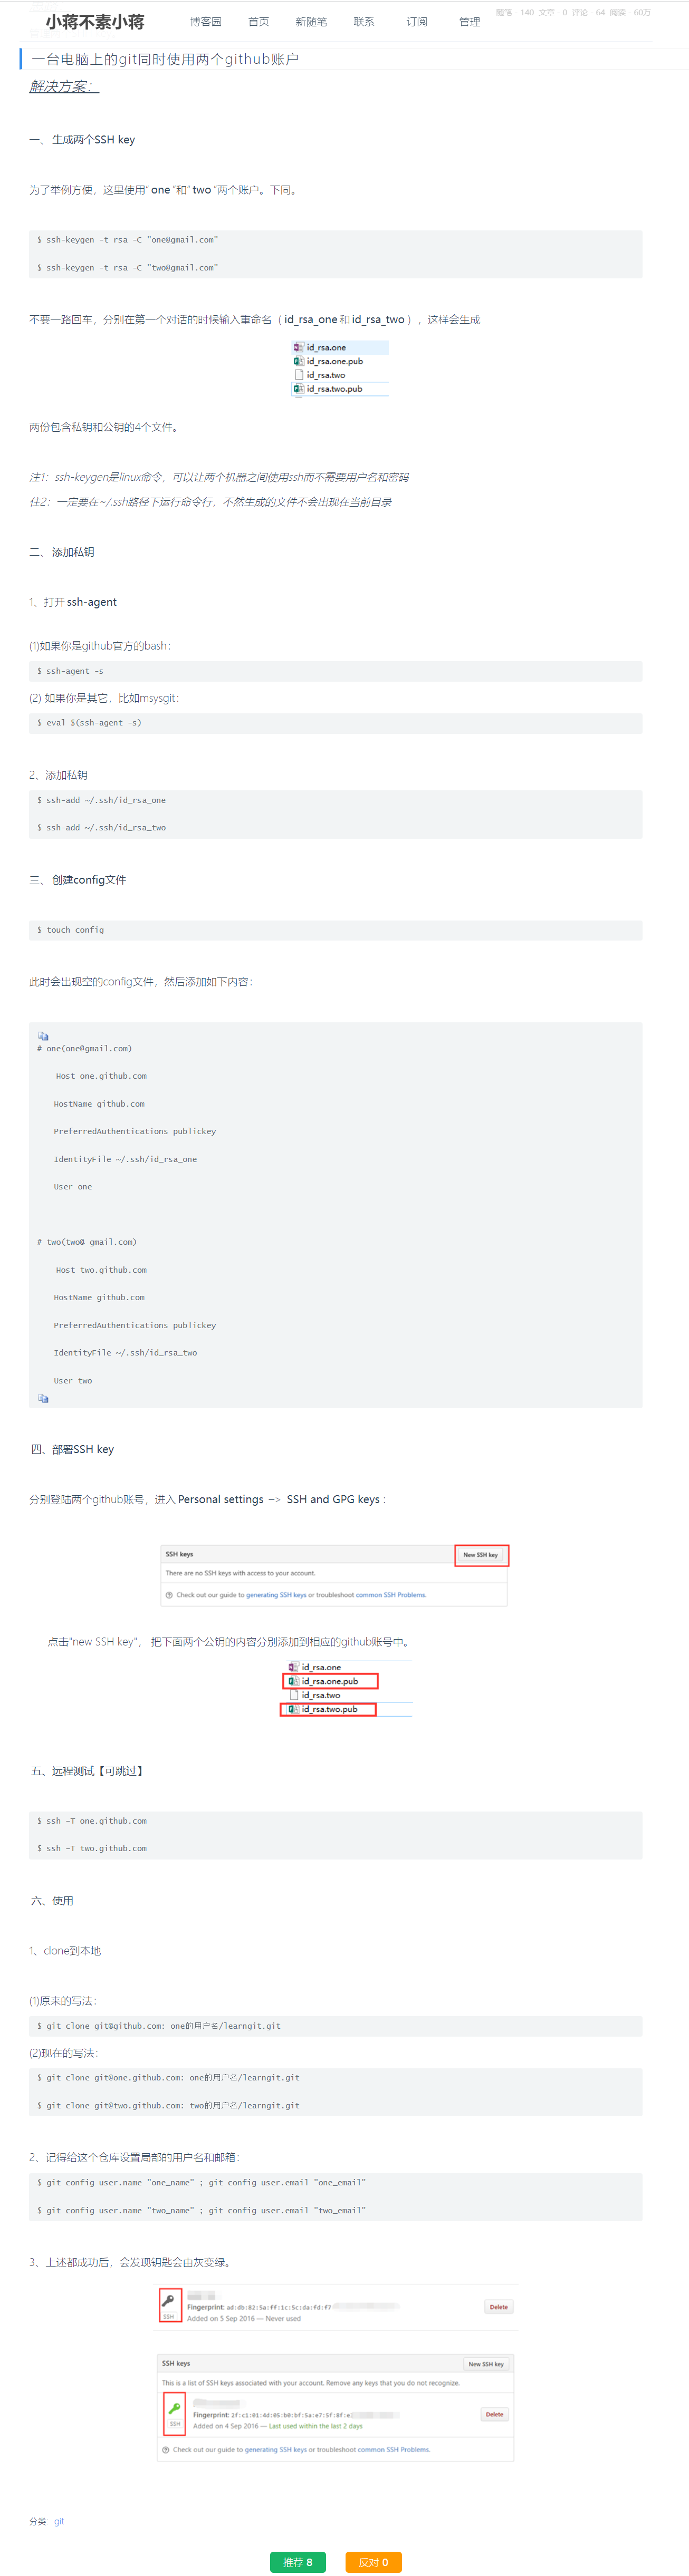 小蒋不素小蒋
博客园 首页 新随笔 联系 订阅 管理
随笔 - 140 文章 - 0 评论 - 64 阅读 - 60万
一台电脑上的git同时使用两个github账户
解决方案：
一、 生成两个SSH key
为了举例方便，这里使用“ one ”和“ two ”两个账户。下同。
$ ssh-keygen -t rsa -C "one@gmail.com"
$ ssh-keygen -t rsa -C "two@gmail.com"
不要一路回车，分别在第一个对话的时候输入重命名（ id_rsa_one 和 id_rsa_two ），这样会生成
id_rsa.one
id_rsa.one.pub
id_rsa.two
id_rsa.two.pub
两份包含私钥和公钥的4个文件。
注1：ssh-keygen是linux命令，可以让两个机器之间使用ssh而不需要用户名和密码
住2：一定要在~/.ssh路径下运行命令行，不然生成的文件不会出现在当前目录
二、 添加私钥
1、打开 ssh-agent
(1)如果你是github官方的bash：
$ ssh-agent -s
(2) 如果你是其它，比如msysgit：
$ eval $(ssh-agent -s)
2、添加私钥
$ ssh-add ~/.ssh/id_rsa_one
$ ssh-add ~/.ssh/id_rsa_two
三、 创建config文件
$ touch config
此时会出现空的config文件，然后添加如下内容：
# one(one@gmail.com)
Host one.github.com
HostName github.com
PreferredAuthentications publickey
IdentityFile ~/.ssh/id_rsa_one
User one
# two(two@ gmail.com)
Host two.github.com
HostName github.com
PreferredAuthentications publickey
IdentityFile ~/.ssh/id_rsa_two
User two
四、部署SSH key
分别登陆两个github账号，进入 Personal settings –> SSH and GPG keys ：
SSH keys New SSH key
There are no SSH keys with access to your account.
Check out our guide to generating SSH keys or troubleshoot common SSH Problems.
点击"new SSH key"， 把下面两个公钥的内容分别添加到相应的github账号中。
id_rsa.one
id_rsa.one.pub
id_rsa.two
id_rsa.two.pub
五、远程测试【可跳过】
$ ssh –T one.github.com
$ ssh –T two.github.com
六、使用
1、clone到本地
(1)原来的写法：
$ git clone git@github.com: one的用户名/learngit.git
(2)现在的写法：
$ git clone git@one.github.com: one的用户名/learngit.git
$ git clone git@two.github.com: two的用户名/learngit.git
2、记得给这个仓库设置局部的用户名和邮箱：
$ git config user.name "one_name" ; git config user.email "one_email"
$ git config user.name "two_name" ; git config user.email "two_email"
3、上述都成功后，会发现钥匙会由灰变绿。
SSH
Fingerprint: ad:db:82:5a:ff:1c:5c:da:fd:f7
Added on 5 Sep 2016 — Never used
Delete
SSH keys New SSH key
This is a list of SSH keys associated with your account. Remove any keys that you do not recognize.
SSH
Fingerprint: 2f:c1:01:4d:05:b0:bf:5a:e7:5f:8f:e
Added on 4 Sep 2016 — Last used within the last 2 days
Delete
Check out our guide to generating SSH keys or troubleshoot common SSH Problems.
分类： git
推荐 8 反对 0